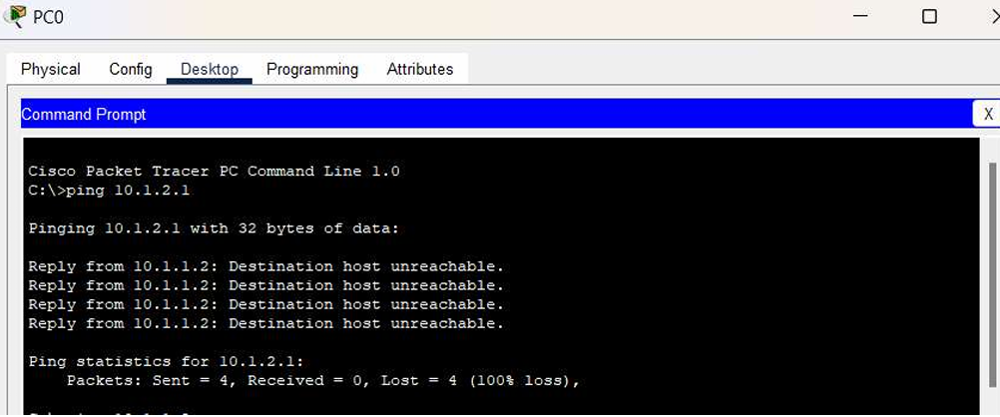 PC0
Physical Config Desktop Programming Attributes
Command Prompt
X
Cisco Packet Tracer PC Command Line 1.0
C:\>ping 10.1.2.1
Pinging 10.1.2.1 with 32 bytes of data:
Reply from 10.1.1.2: Destination host unreachable.
Reply from 10.1.1.2: Destination host unreachable.
Reply from 10.1.1.2: Destination host unreachable.
Reply from 10.1.1.2: Destination host unreachable.
Ping statistics for 10.1.2.1:
Packets: Sent = 4, Received = 0, Lost = 4 (100% loss),